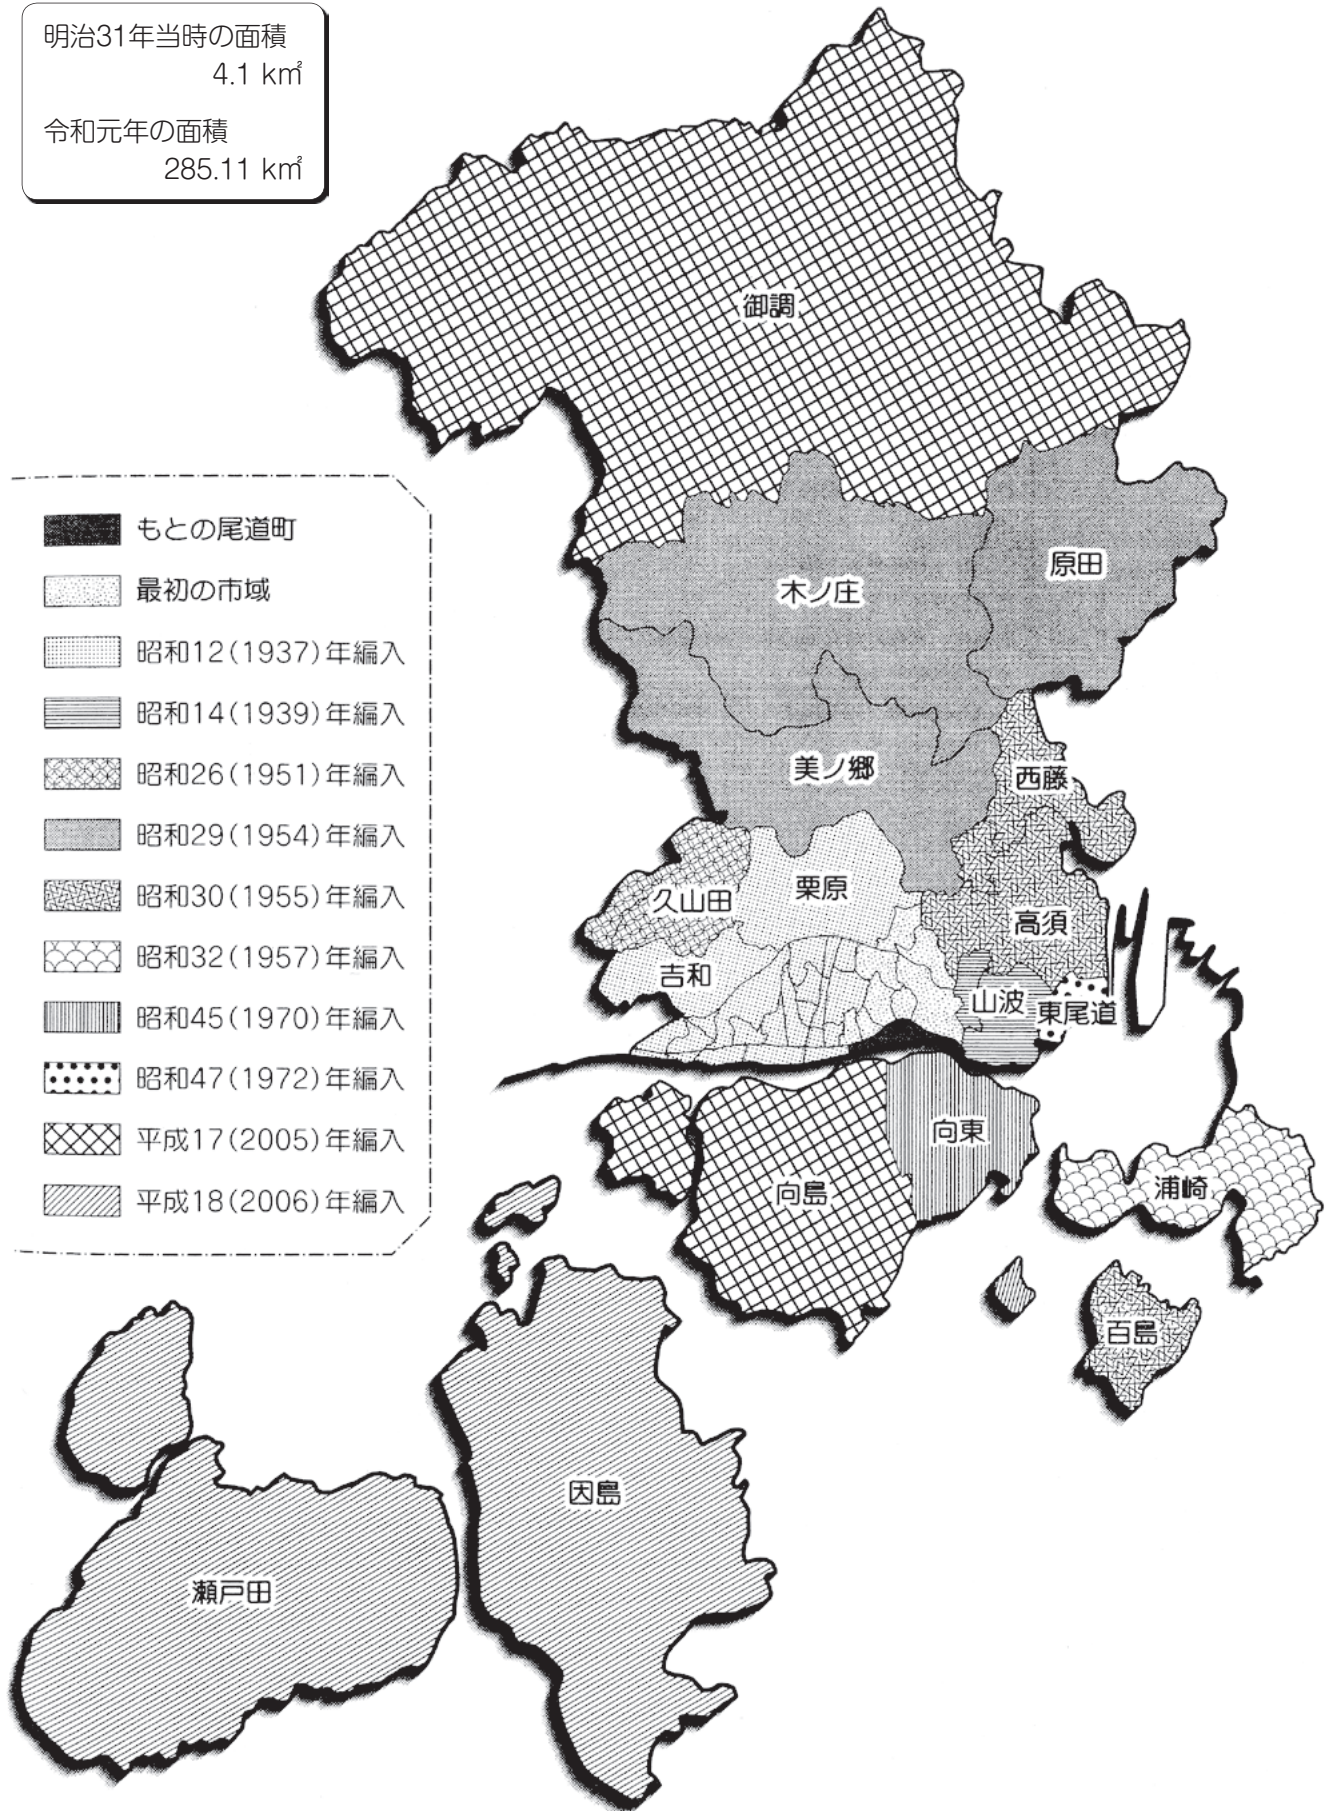 明治31年当時の面積
4.1 k㎡
令和元年の面積
285.11 k㎡
御調
原田
木ノ庄
美ノ郷
西藤
久山田
栗原
高須
吉和
山波
東尾道
向東
向島
浦崎
百島
因島
瀬戸田
もとの尾道町
最初の市域
昭和12(1937)年編入
昭和14(1939)年編入
昭和26(1951)年編入
昭和29(1954)年編入
昭和30(1955)年編入
昭和32(1957)年編入
昭和45(1970)年編入
昭和47(1972)年編入
平成17(2005)年編入
平成18(2006)年編入